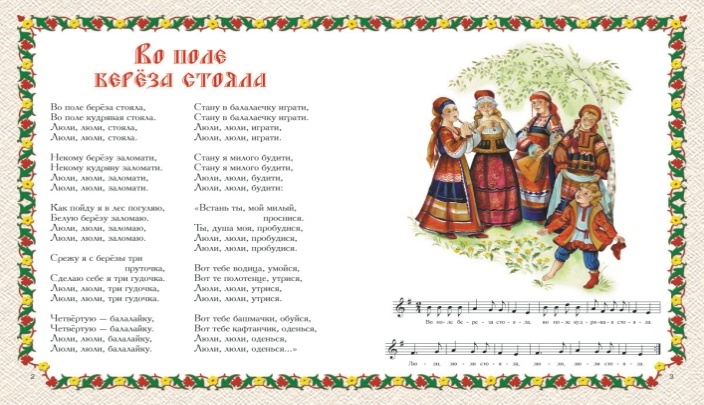 Во поле
берёза стояла
Во поле берёза стояла,
Во поле кудрявая стояла.
Люли, люли, стояла,
Люли, люли, стояла.
Некому берёзу заломати,
Некому кудряву заломати.
Люли, люли, заломати,
Люли, люли, заломати.
Как пойду я в лес погуляю,
Белую берёзу заломаю.
Люли, люли, заломаю,
Люли, люли, заломаю.
Срежу я с берёзы три
пруточка,
Сделаю себе я три гудочка.
Люли, люли, три гудочка,
Люли, люли, три гудочка.
Четвёртую — балалайку,
Четвёртую — балалайку.
Люли, люли, балалайку,
Люли, люли, балалайку.
Стану в балалаечку играти,
Стану в балалаечку играти.
Люли, люли, играти,
Люли, люли, играти.
Стану я милого будити,
Стану я милого будити,
Люли, люли, будити,
Люли, люли, будити:
«Встань ты, мой милый,
проснися.
Ты, душа моя, пробудися,
Люли, люли, пробудися,
Люли, люли, пробудися.
Вот тебе водица, умойся,
Вот те полотенце, утрися,
Люли, люли, утрися,
Люли, люли, утрися.
Вот тебе башмачки, обуйся,
Вот тебе кафтанчик, оденься,
Люли, люли, оденься,
Люли, люли, оденься...»
Во по-ле бе-рё-за сто-я-ла, во по-ле куд-ря-ва-я сто-я-ла.
Лю-ли, лю-ли, сто-я-ла, лю-ли, лю-ли, сто-я-ла.
2
3